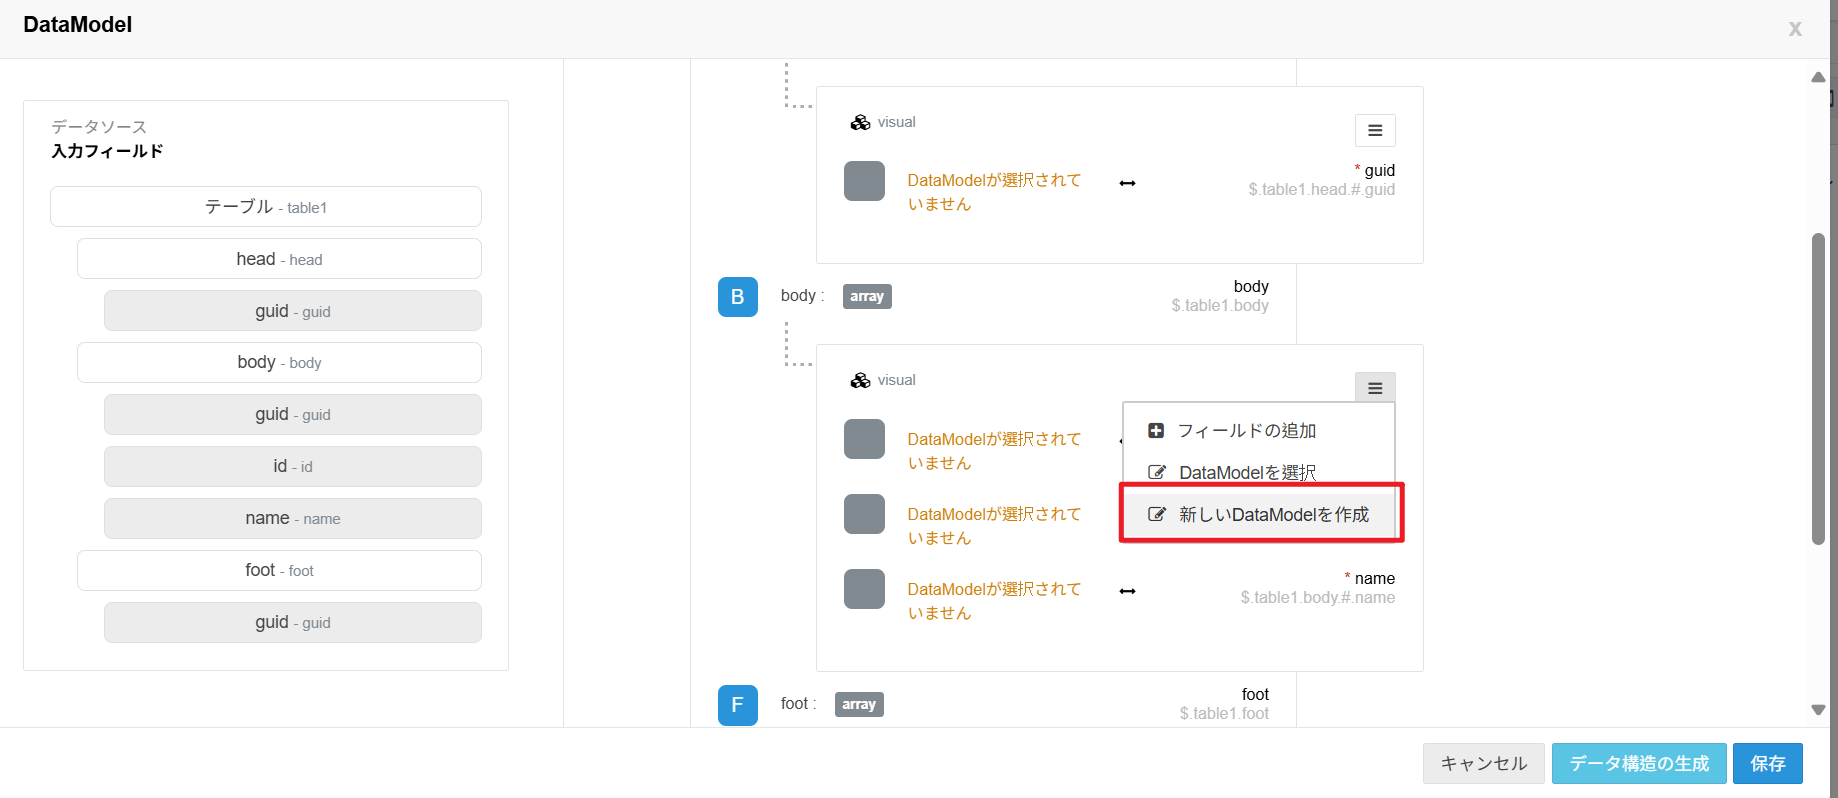 DataModel
x
データソース
入力フィールド
テーブル - table1
head - head
guid - guid
body - body
guid - guid
id - id
name - name
foot - foot
guid - guid
visual
DataModelが選択されて
いません
* guid
$.table1.head.#.guid
B
body :
array
body
$.table1.body
visual
DataModelが選択されて
いません
フィールドの追加
DataModelを選択
新しいDataModelを作成
DataModelが選択されて
いません
DataModelが選択されて
いません
* name
$.table1.body.#.name
F
foot :
array
foot
$.table1.foot
キャンセル
データ構造の生成
保存